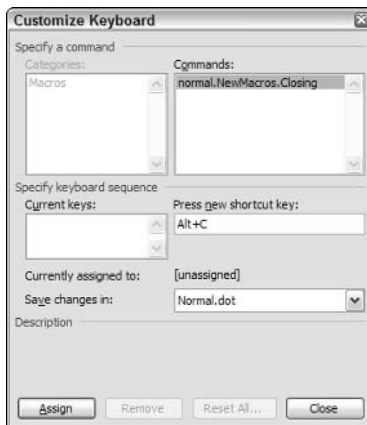 Customize Keyboard
Specify a command
Categories: Commands:
Macros normal.NewMacros.Closing
Specify keyboard sequence
Current keys: Press new shortcut key:
Alt+C
Currently assigned to: [unassigned]
Save changes in: Normal.dot
Description
Assign Remove Reset All... Close